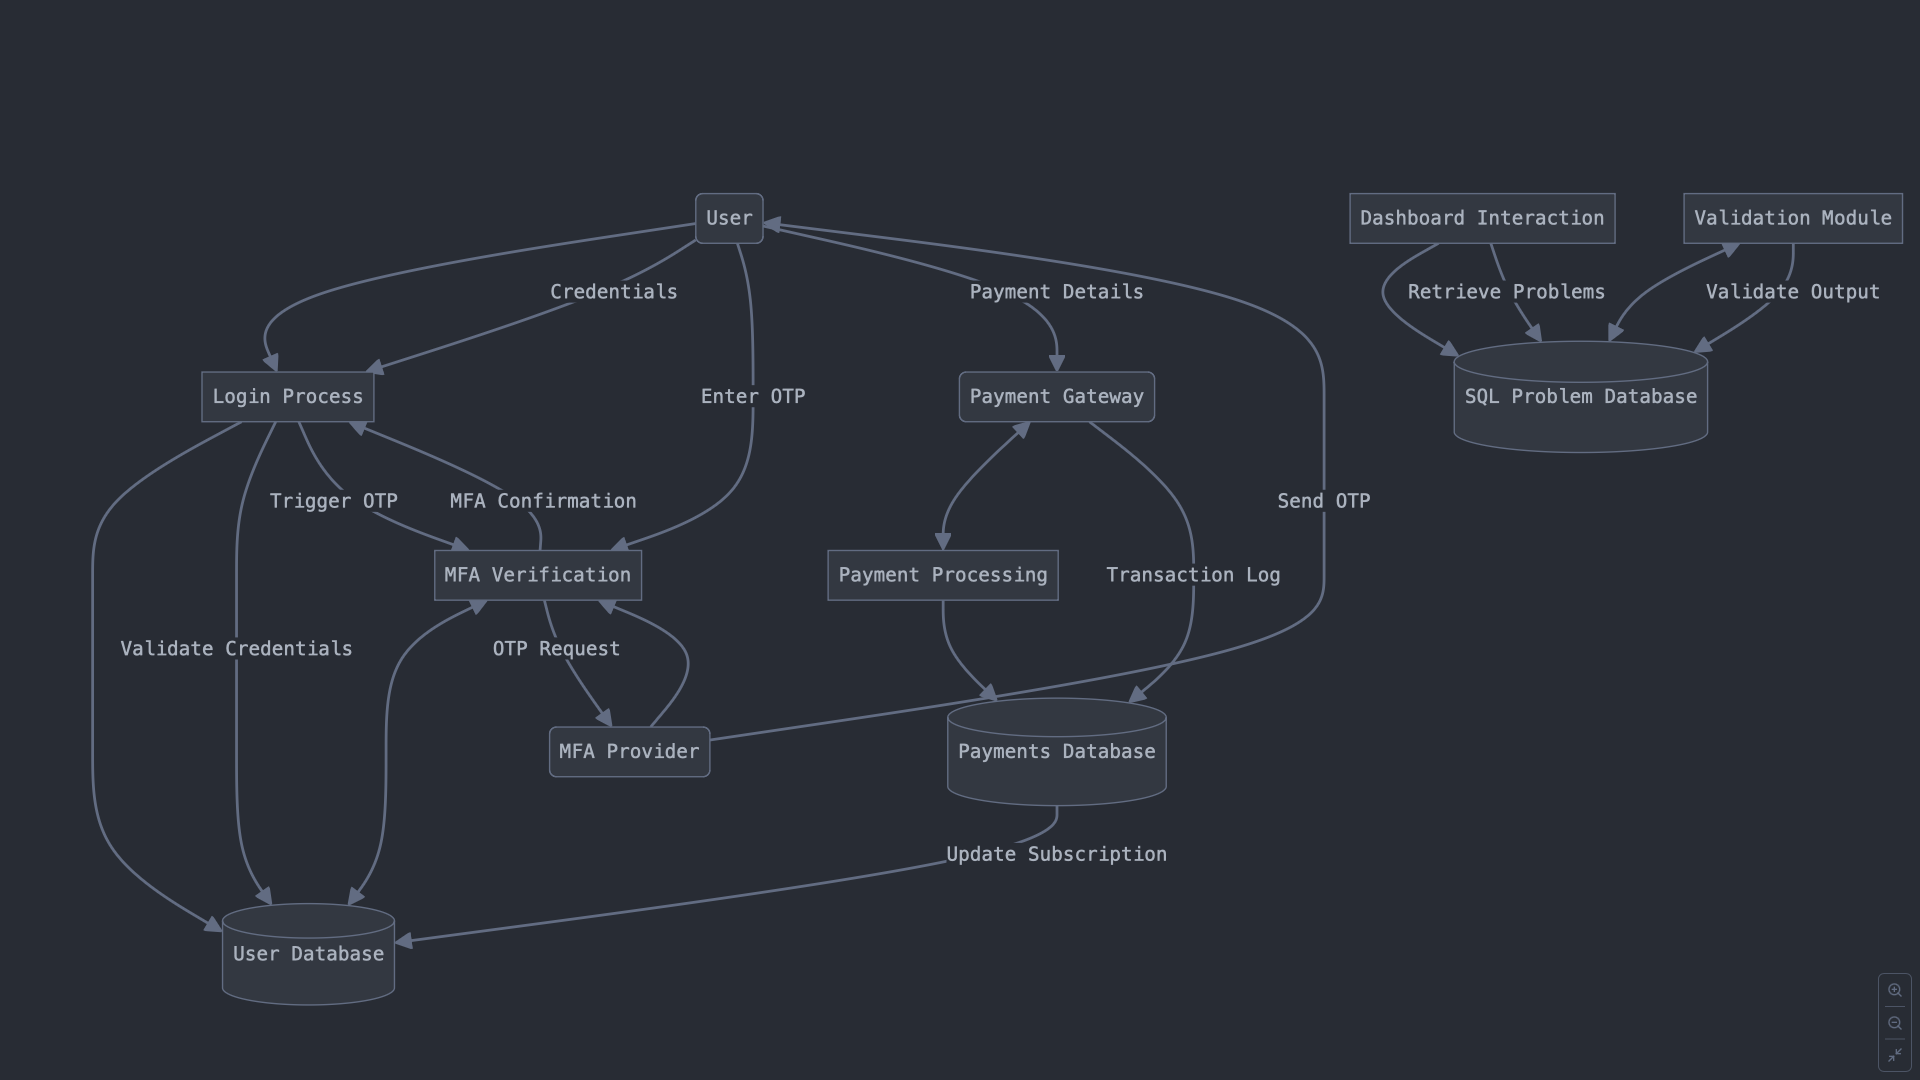 User
Dashboard Interaction
Validation Module
Credentials
Payment Details
Retrieve Problems
Validate Output
Login Process
Enter OTP
Payment Gateway
SQL Problem Database
Trigger OTP
MFA Confirmation
Send OTP
MFA Verification
Payment Processing
Transaction Log
Validate Credentials
OTP Request
MFA Provider
Payments Database
Update Subscription
User Database